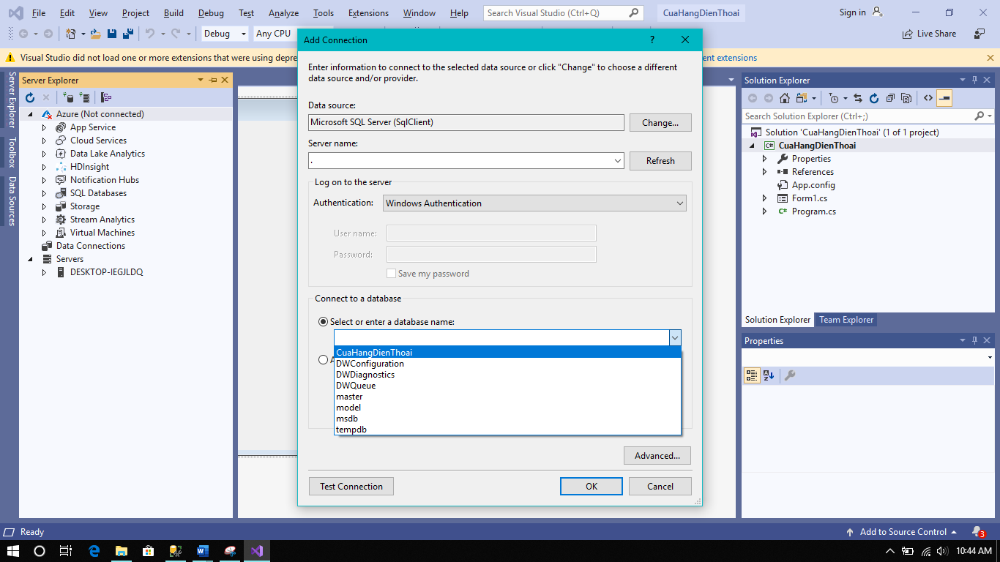 File Edit View Project Build Debug Test Analyze Tools Extensions Window Help Search Visual Studio (Ctrl+Q) CuaHangDienThoai Sign in
Debug Any CPU Live Share
Visual Studio did not load one or more extensions that were using depre
ent extensions
Server Explorer
Toolbox
Data Sources
Server Explorer
Azure (Not connected)
App Service
Cloud Services
Data Lake Analytics
HDInsight
Notification Hubs
SQL Databases
Storage
Stream Analytics
Virtual Machines
Data Connections
Servers
DESKTOP-IEGJLDQ
Add Connection ?
Enter information to connect to the selected data source or click "Change" to choose a different
data source and/or provider.
Data source:
Microsoft SQL Server (SqlClient) Change...
Server name:
. Refresh
Log on to the server
Authentication: Windows Authentication
User name:
Password:
Save my password
Connect to a database
Select or enter a database name:
CuaHangDienThoai
DWConfiguration
DWDiagnostics
DWQueue
master
model
msdb
tempdb
Advanced...
Test Connection OK Cancel
Solution Explorer
Search Solution Explorer (Ctrl+;)
Solution 'CuaHangDienThoai' (1 of 1 project)
C# CuaHangDienThoai
Properties
References
App.config
Form1.cs
C# Program.cs
Solution Explorer Team Explorer
Properties
Ready Add to Source Control 3
10:44 AM